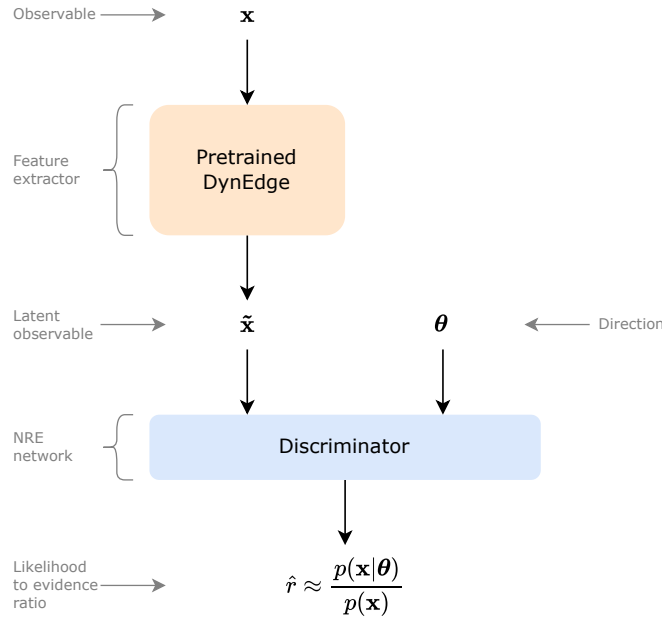 Observable
𝐱
Pretrained
DynEdge
Feature
extractor
Latent
observable
𝐱̃
𝜽
Direction
NRE
network
Discriminator
Likelihood
to evidence
ratio
r̂ ≈ p(𝐱|𝜽) / p(𝐱)